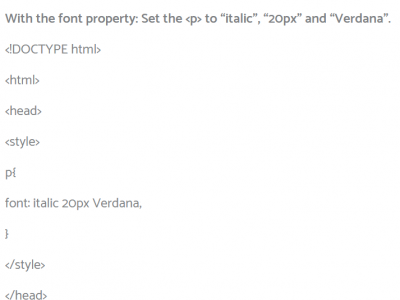 With the font property: Set the <p> to “italic”, “20px” and “Verdana”.
<!DOCTYPE html>
<html>
<head>
<style>
p{
font: italic 20px Verdana,
}
</style>
</head>